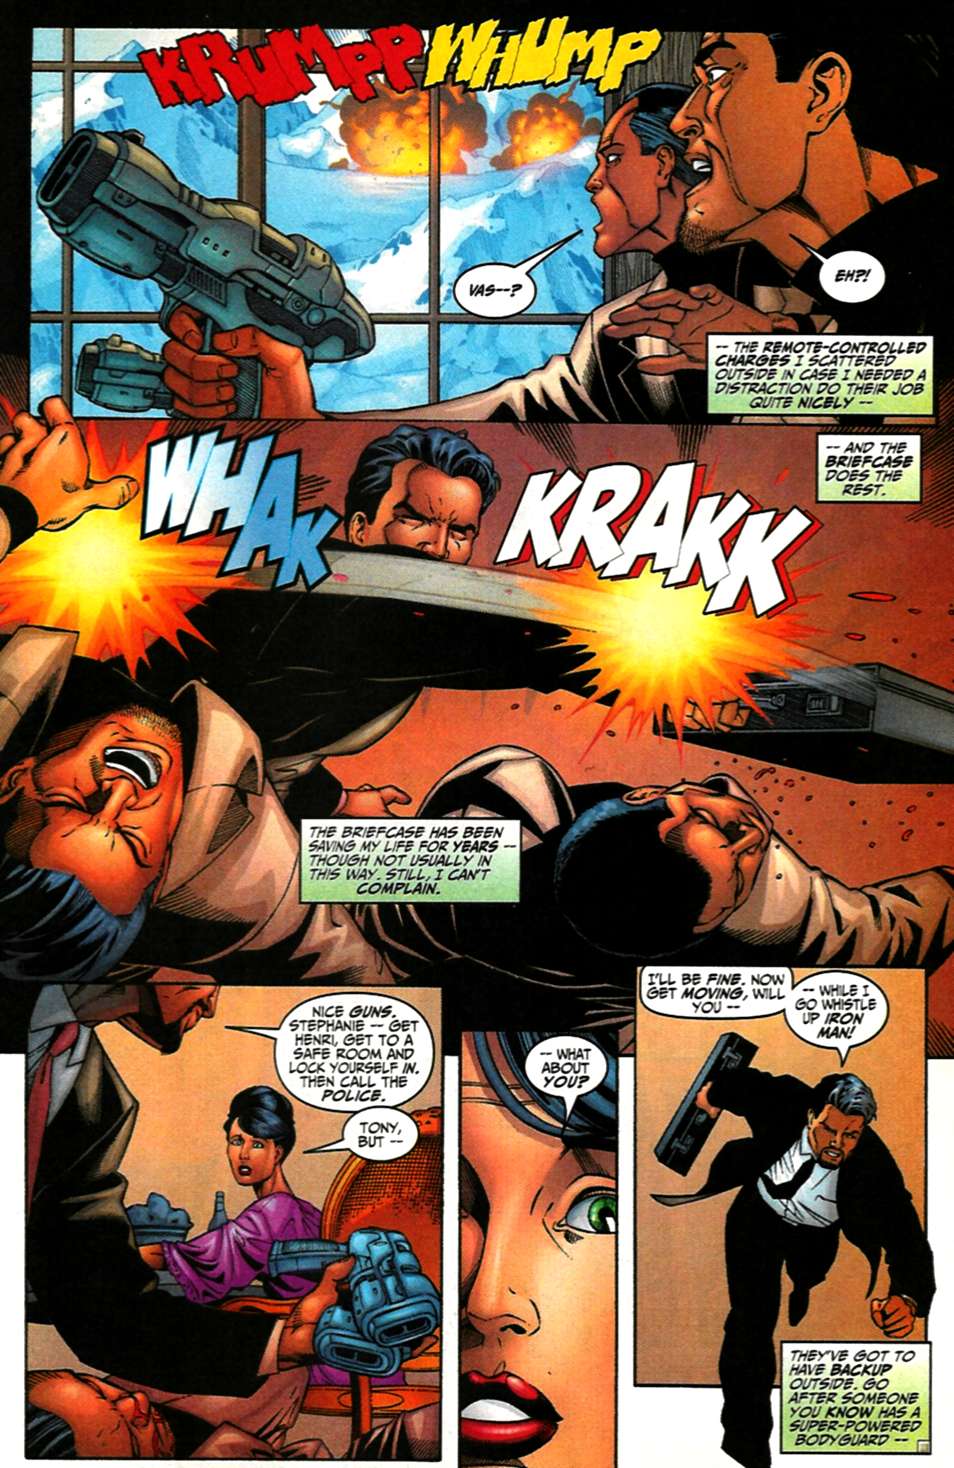 KRUMPP
WHUMP
VAS--?
EH?!
-- THE REMOTE-CONTROLLED
CHARGES I SCATTERED
OUTSIDE IN CASE I NEEDED A
DISTRACTION DO THEIR JOB
QUITE NICELY --
-- AND THE
BRIEFCASE
DOES THE
REST.
WHAK
KRAKK
THE BRIEFCASE HAS BEEN
SAVING MY LIFE FOR YEARS --
THOUGH NOT USUALLY IN
THIS WAY. STILL, I CAN'T
COMPLAIN.
NICE GUNS.
STEPHANIE -- GET
HENRI, GET TO A
SAFE ROOM AND
LOCK YOURSELF IN.
THEN CALL THE
POLICE.
TONY,
BUT --
-- WHAT
ABOUT
YOU?
I'LL BE FINE. NOW
GET MOVING, WILL
YOU --
-- WHILE I
GO WHISTLE
UP IRON
MAN!
THEY'VE GOT TO
HAVE BACKUP
OUTSIDE. GO
AFTER SOMEONE
YOU KNOW HAS A
SUPER-POWERED
BODYGUARD --